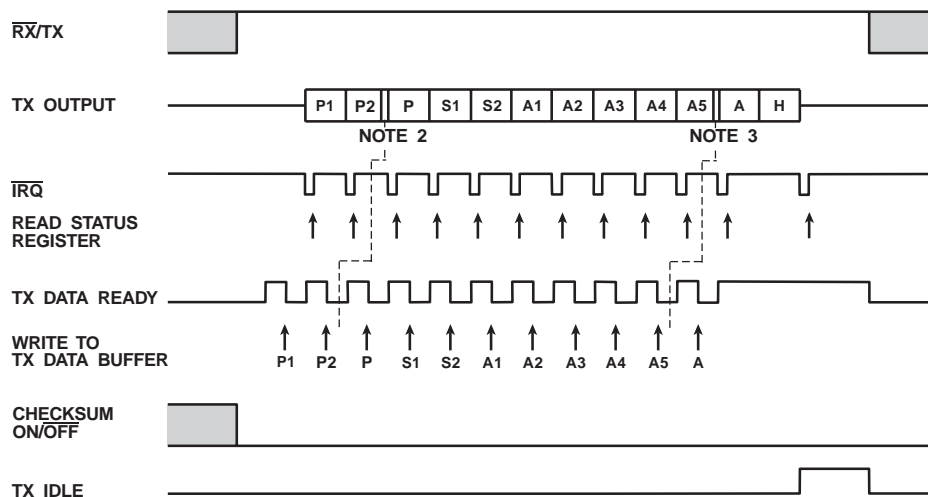 RX/TX
TX OUTPUT
P1 P2 P S1 S2 A1 A2 A3 A4 A5 A H
NOTE 2 NOTE 3
IRQ
READ STATUS
REGISTER
TX DATA READY
WRITE TO
TX DATA BUFFER
P1 P2 P S1 S2 A1 A2 A3 A4 A5 A
CHECKSUM
ON/OFF
TX IDLE